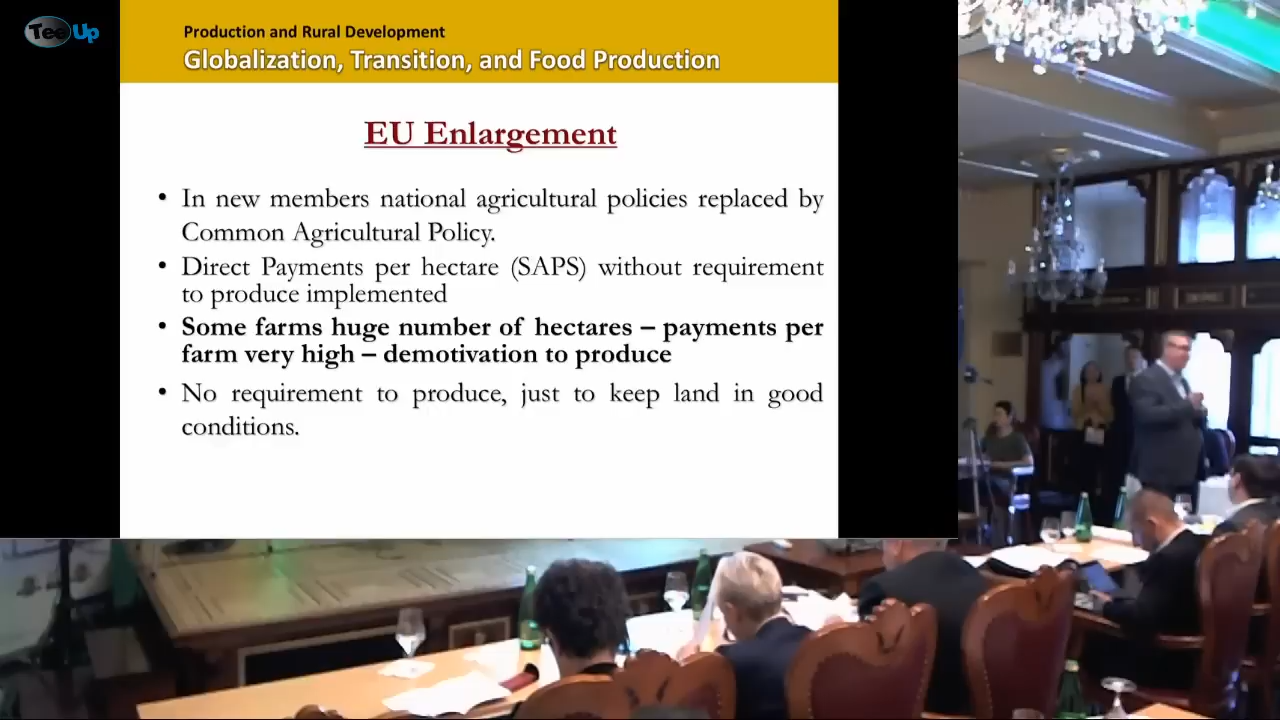 TeeUp
Production and Rural Development
Globalization, Transition, and Food Production
EU Enlargement
• In new members national agricultural policies replaced by
Common Agricultural Policy.
• Direct Payments per hectare (SAPS) without requirement
to produce implemented
• Some farms huge number of hectares – payments per
farm very high – demotivation to produce
• No requirement to produce, just to keep land in good
conditions.